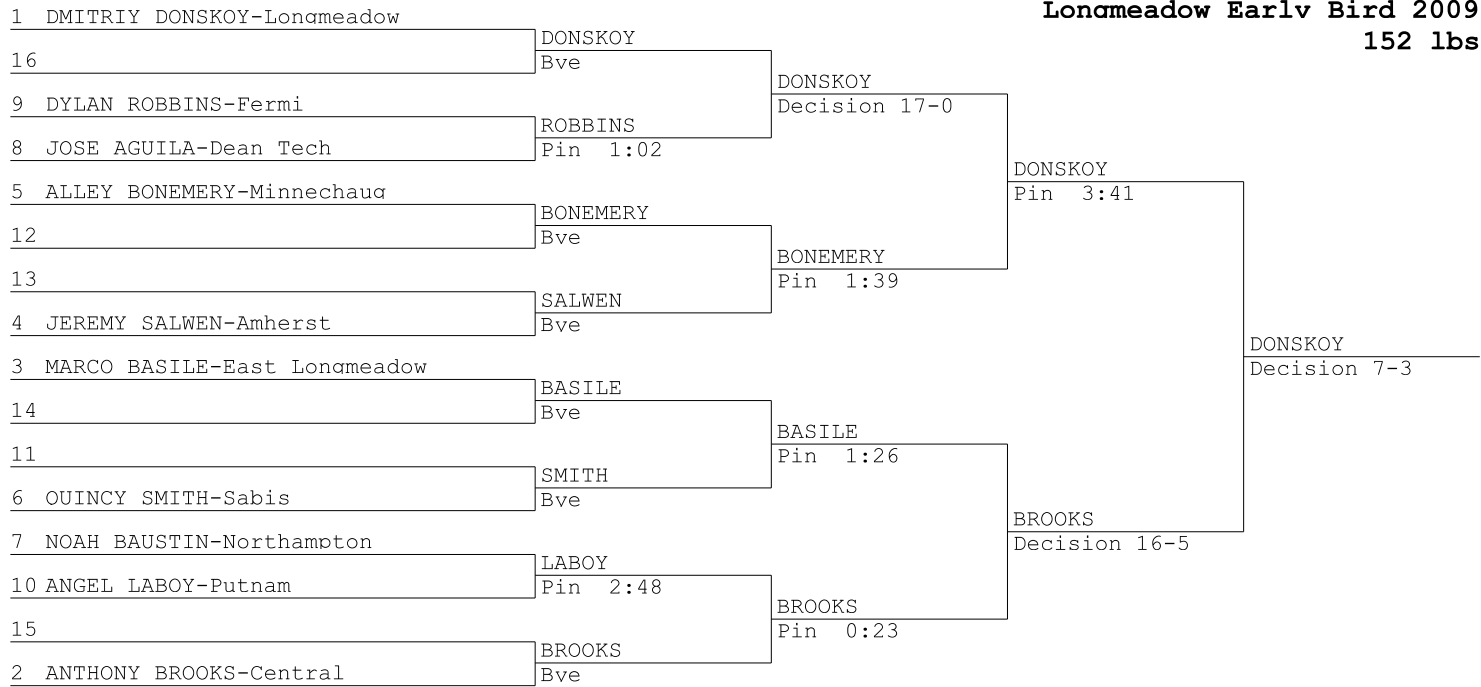 Longmeadow Early Bird 2009
152 lbs
1 DMITRIY DONSKOY-Longmeadow
16
9 DYLAN ROBBINS-Fermi
8 JOSE AGUILA-Dean Tech
5 ALLEY BONEMERY-Minnechaug
12
13
4 JEREMY SALWEN-Amherst
3 MARCO BASILE-East Longmeadow
14
11
6 QUINCY SMITH-Sabis
7 NOAH BAUSTIN-Northampton
10 ANGEL LABOY-Putnam
15
2 ANTHONY BROOKS-Central
DONSKOY
Bye
ROBBINS
Pin 1:02
BONEMERY
Bye
SALWEN
Bye
BASILE
Bye
SMITH
Bye
LABOY
Pin 2:48
BROOKS
Bye
DONSKOY
Decision 17-0
BONEMERY
Pin 1:39
BASILE
Pin 1:26
BROOKS
Pin 0:23
DONSKOY
Pin 3:41
BROOKS
Decision 16-5
DONSKOY
Decision 7-3